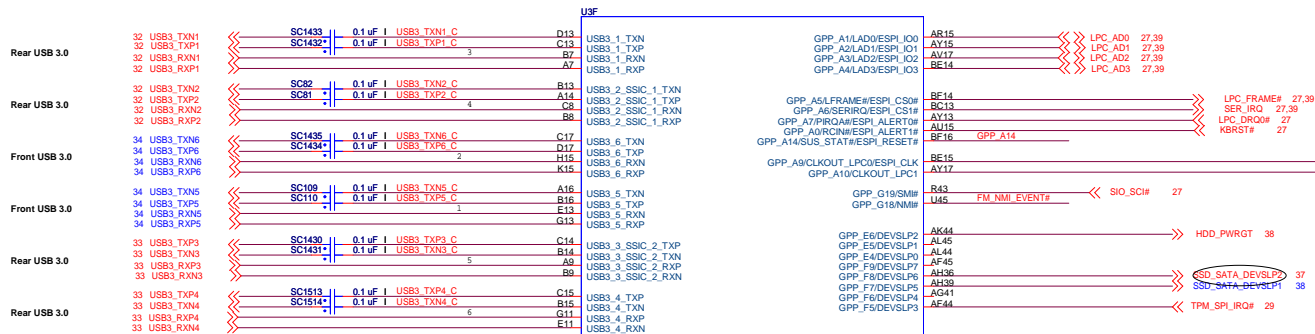 U3F
Rear USB 3.0
32 USB3_TXN1 SC1433 0.1 uF I USB3_TXN1_C D13 USB3_1_TXN
32 USB3_TXP1 SC1432 0.1 uF I USB3_TXP1_C C13 USB3_1_TXP
32 USB3_RXN1 3 B7 USB3_1_RXN
32 USB3_RXP1 A7 USB3_1_RXP
Rear USB 3.0
32 USB3_TXN2 SC82 0.1 uF I USB3_TXN2_C B13 USB3_2_SSIC_1_TXN
32 USB3_TXP2 SC81 0.1 uF I USB3_TXP2_C A14 USB3_2_SSIC_1_TXP
32 USB3_RXN2 4 C8 USB3_2_SSIC_1_RXN
32 USB3_RXP2 B8 USB3_2_SSIC_1_RXP
Front USB 3.0
34 USB3_TXN6 SC1435 0.1 uF I USB3_TXN6_C C17 USB3_6_TXN
34 USB3_TXP6 SC1434 0.1 uF I USB3_TXP6_C D17 USB3_6_TXP
34 USB3_RXN6 2 H15 USB3_6_RXN
34 USB3_RXP6 K15 USB3_6_RXP
Front USB 3.0
34 USB3_TXN5 SC109 0.1 uF I USB3_TXN5_C A16 USB3_5_TXN
34 USB3_TXP5 SC110 0.1 uF I USB3_TXP5_C B16 USB3_5_TXP
34 USB3_RXN5 1 E13 USB3_5_RXN
34 USB3_RXP5 G13 USB3_5_RXP
Rear USB 3.0
33 USB3_TXP3 SC1430 0.1 uF I USB3_TXP3_C C14 USB3_3_SSIC_2_TXP
33 USB3_TXN3 SC1431 0.1 uF I USB3_TXN3_C B14 USB3_3_SSIC_2_TXN
33 USB3_RXP3 5 A9 USB3_3_SSIC_2_RXP
33 USB3_RXN3 B9 USB3_3_SSIC_2_RXN
Rear USB 3.0
33 USB3_TXP4 SC1513 0.1 uF I USB3_TXP4_C C15 USB3_4_TXP
33 USB3_TXN4 SC1514 0.1 uF I USB3_TXN4_C B15 USB3_4_TXN
33 USB3_RXP4 6 G11 USB3_4_RXP
33 USB3_RXN4 E11 USB3_4_RXN
GPP_A1/LAD0/ESPI_IO0 AR15 LPC_AD0 27,39
GPP_A2/LAD1/ESPI_IO1 AY15 LPC_AD1 27,39
GPP_A3/LAD2/ESPI_IO2 AV17 LPC_AD2 27,39
GPP_A4/LAD3/ESPI_IO3 BE14 LPC_AD3 27,39
GPP_A5/LFRAME#/ESPI_CS0# BF14 LPC_FRAME# 27,39
GPP_A6/SERIRQ/ESPI_CS1# BC13 SER_IRQ 27,39
GPP_A7/PIRQA#/ESPI_ALERT0# AY13 LPC_DRQ0# 27
GPP_A0/RCIN#/ESPI_ALERT1# AU15 KBRST# 27
GPP_A14/SUS_STAT#/ESPI_RESET# BF16 GPP_A14
GPP_A9/CLKOUT_LPC0/ESPI_CLK BE15
GPP_A10/CLKOUT_LPC1 AY17
GPP_G19/SMI# R43 SIO_SCI# 27
GPP_G18/NMI# U45 FM_NMI_EVENT#
GPP_E6/DEVSLP2 AK44 HDD_PWRGT 38
GPP_E5/DEVSLP1 AL45
GPP_E4/DEVSLP0 AL44
GPP_F9/DEVSLP7 AF45
GPP_F8/DEVSLP6 AH36 SSD_SATA_DEVSLP2 37
GPP_F7/DEVSLP5 AH39 SSD_SATA_DEVSLP1 38
GPP_F6/DEVSLP4 AG41
GPP_F5/DEVSLP3 AF44 TPM_SPI_IRQ# 29